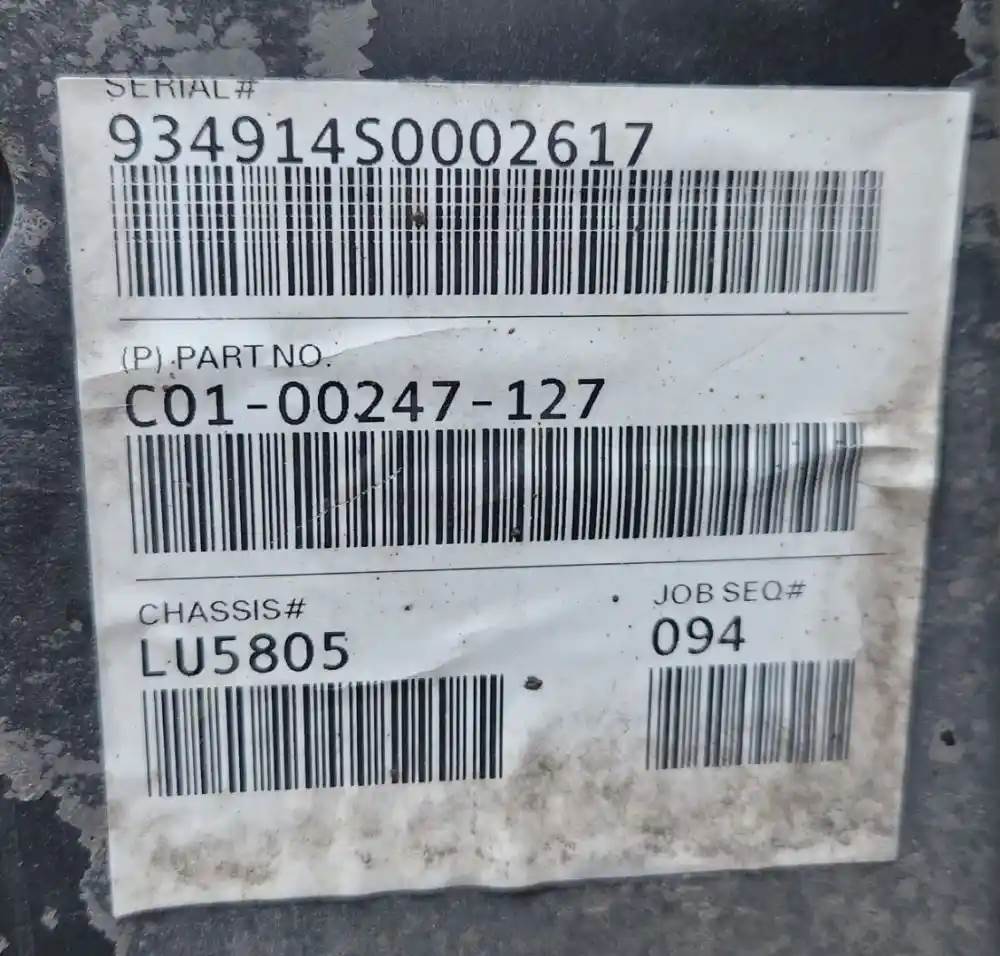 SERIAL#
934914S0002617
(P) PART NO.
C01-00247-127
CHASSIS#
LU5805
JOB SEQ#
094